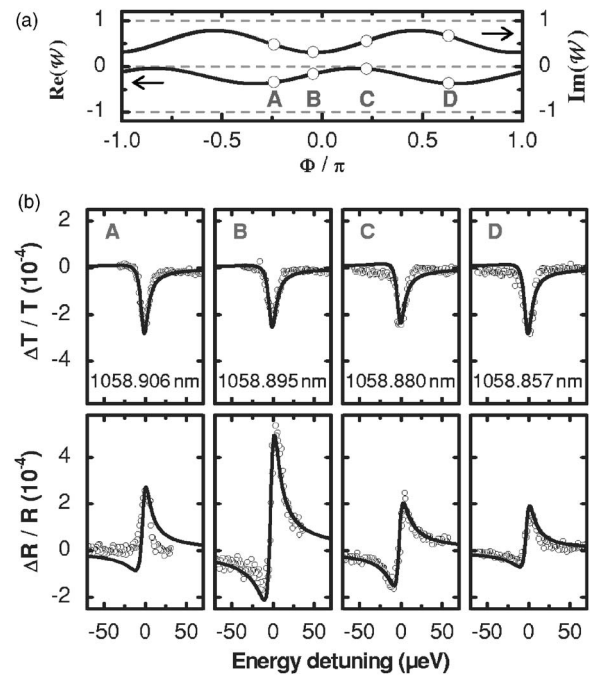 (a)
Re(𝒲)
1
0
-1
1
0
-1
Im(𝒲)
A B C D
-1.0 -0.5 0.0 0.5 1.0
Φ / π
(b)
ΔT / T (10⁻⁴)
2
0
-2
-4
A B C D
1058.906 nm 1058.895 nm 1058.880 nm 1058.857 nm
ΔR / R (10⁻⁴)
4
2
0
-2
-50 0 50 -50 0 50 -50 0 50 -50 0 50
Energy detuning (µeV)